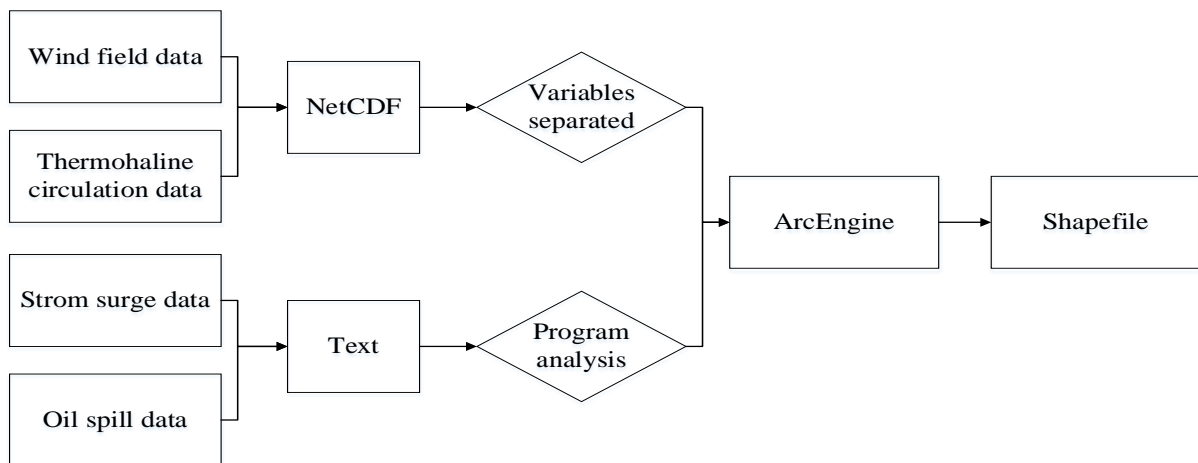 Wind field data
Thermohaline
circulation data
NetCDF
Variables
separated
Strom surge data
Oil spill data
Text
Program
analysis
ArcEngine
Shapefile